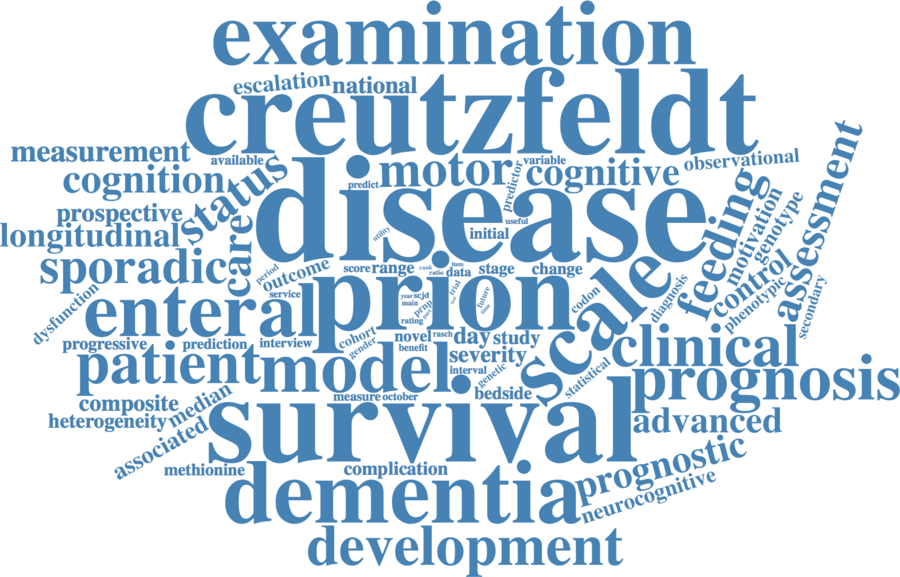 examination
escalation
national
creutzfeldt
measurement
available
status
motor
variable
observational
cognition
disease
predict
predictor
cognitive
assessment
prospective
care
useful
feeding
motivation
genotype
longitudinal
utility
initial
sporadic
period
outcome
score
range
rank
item
ratio
data
stage
change
scale
control
dysfunction
service
prion
year
scjd
main
prnp
trial
future
time
codon
diagnosis
phenotypic
secondary
enteral
rating
progressive
prediction
interview
cohort
gender
novel
rasch
day
study
benefit
clinical
patient
model
severity
interval
genetic
statistical
prognosis
composite
median
measure
october
bedside
heterogeneity
survival
advanced
associated
methionine
complication
prognostic
dementia
neurocognitive
development